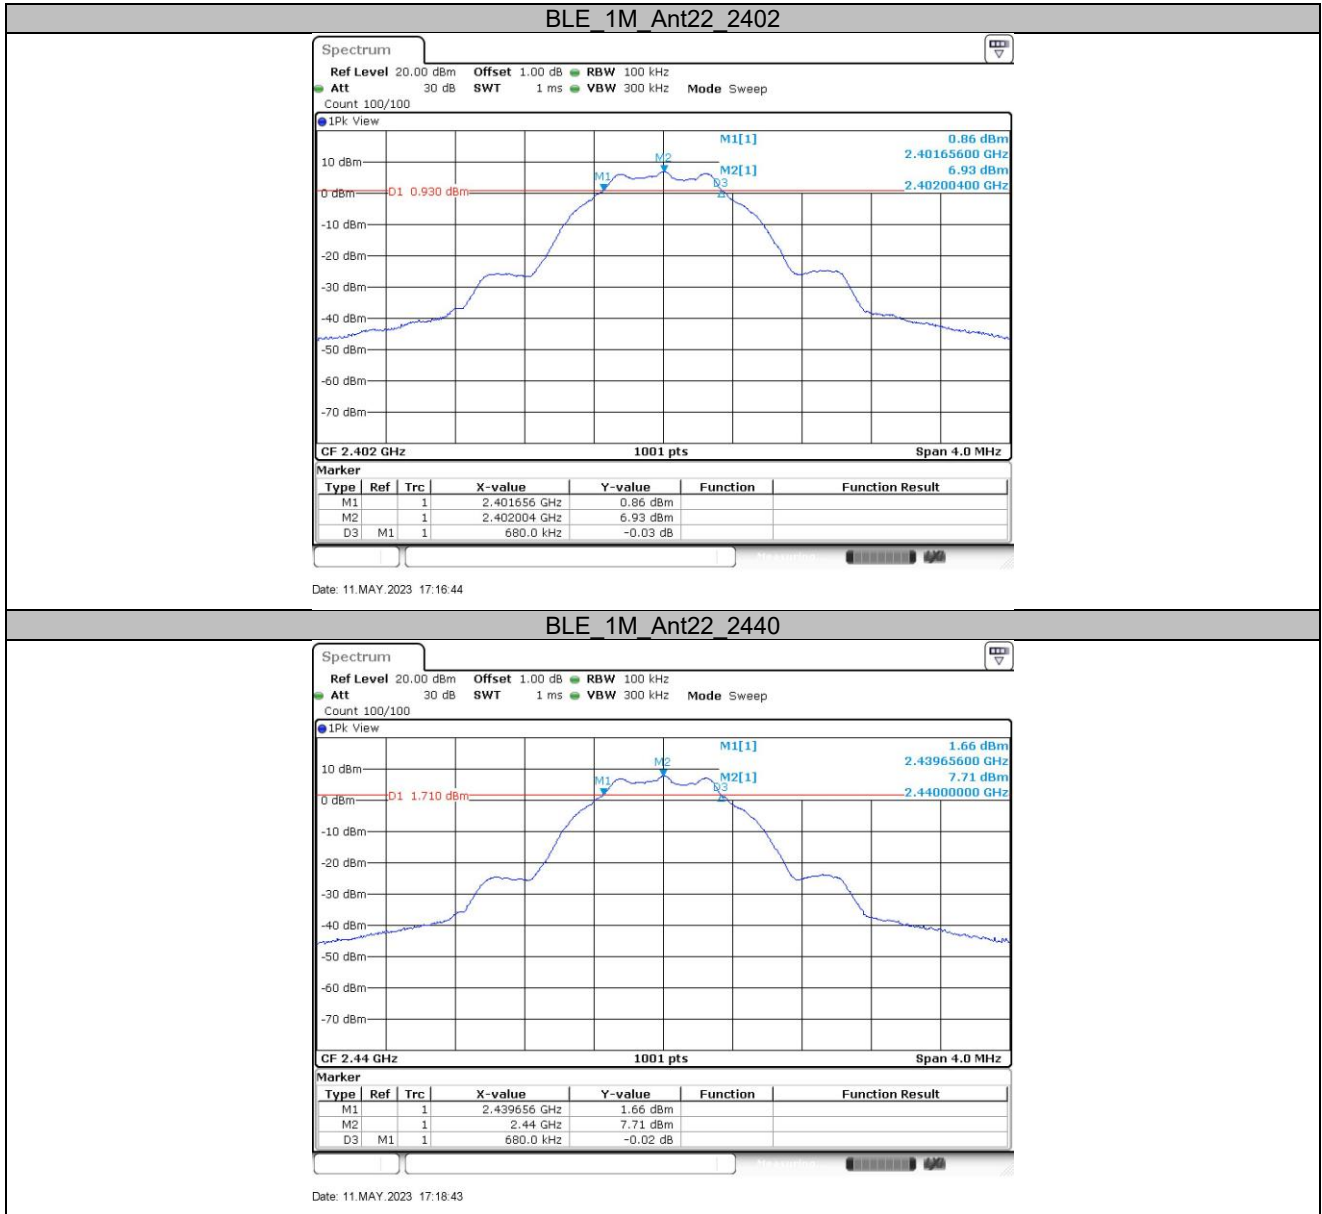 BLE_1M_Ant22_2402
Spectrum
Ref Level 20.00 dBm Offset 1.00 dB RBW 100 kHz
Att 30 dB SWT 1 ms VBW 300 kHz Mode Sweep
Count 100/100
1Pk View
M1[1] 0.86 dBm
2.40165600 GHz
M2[1] 6.93 dBm
2.40200400 GHz
M2
M1
D3
10 dBm
D1 0.930 dBm
0 dBm
-10 dBm
-20 dBm
-30 dBm
-40 dBm
-50 dBm
-60 dBm
-70 dBm
CF 2.402 GHz 1001 pts Span 4.0 MHz
Marker
Type Ref Trc X-value Y-value Function Function Result
M1 1 2.401656 GHz 0.86 dBm
M2 1 2.402004 GHz 6.93 dBm
D3 M1 1 680.0 kHz -0.03 dB
Measuring
Date: 11.MAY.2023 17:16:44
BLE_1M_Ant22_2440
Spectrum
Ref Level 20.00 dBm Offset 1.00 dB RBW 100 kHz
Att 30 dB SWT 1 ms VBW 300 kHz Mode Sweep
Count 100/100
1Pk View
M1[1] 1.66 dBm
2.43965600 GHz
M2[1] 7.71 dBm
2.44000000 GHz
M2
M1
D3
10 dBm
D1 1.710 dBm
0 dBm
-10 dBm
-20 dBm
-30 dBm
-40 dBm
-50 dBm
-60 dBm
-70 dBm
CF 2.44 GHz 1001 pts Span 4.0 MHz
Marker
Type Ref Trc X-value Y-value Function Function Result
M1 1 2.439656 GHz 1.66 dBm
M2 1 2.44 GHz 7.71 dBm
D3 M1 1 680.0 kHz -0.02 dB
Measuring
Date: 11.MAY.2023 17:18:43